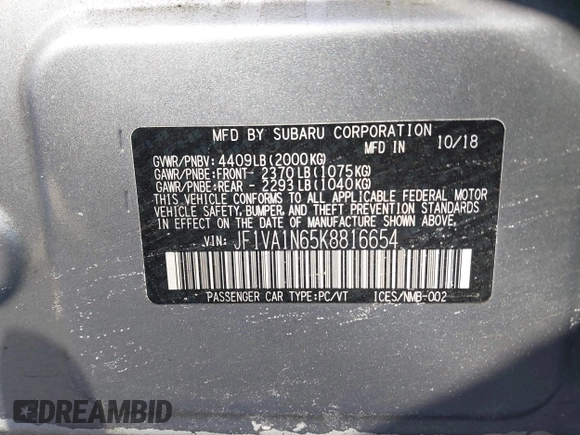 MFD BY SUBARU CORPORATION
MFD IN 10/18
GVWR/PNBV: 4409LB(2000KG)
GAWR/PNBE:FRONT- 2370LB(1075KG)
GAWR/PNBE:REAR - 2293LB(1040KG)
THIS VEHICLE CONFORMS TO ALL APPLICABLE FEDERAL MOTOR
VEHICLE SAFETY, BUMPER, AND THEFT PREVENTION STANDARDS
IN EFFECT ON THE DATE OF MANUFACTURE SHOWN ABOVE.
VIN: JF1VA1N65K8816654
PASSENGER CAR TYPE:PC/VT ICES/NMB-002
DREAMBID